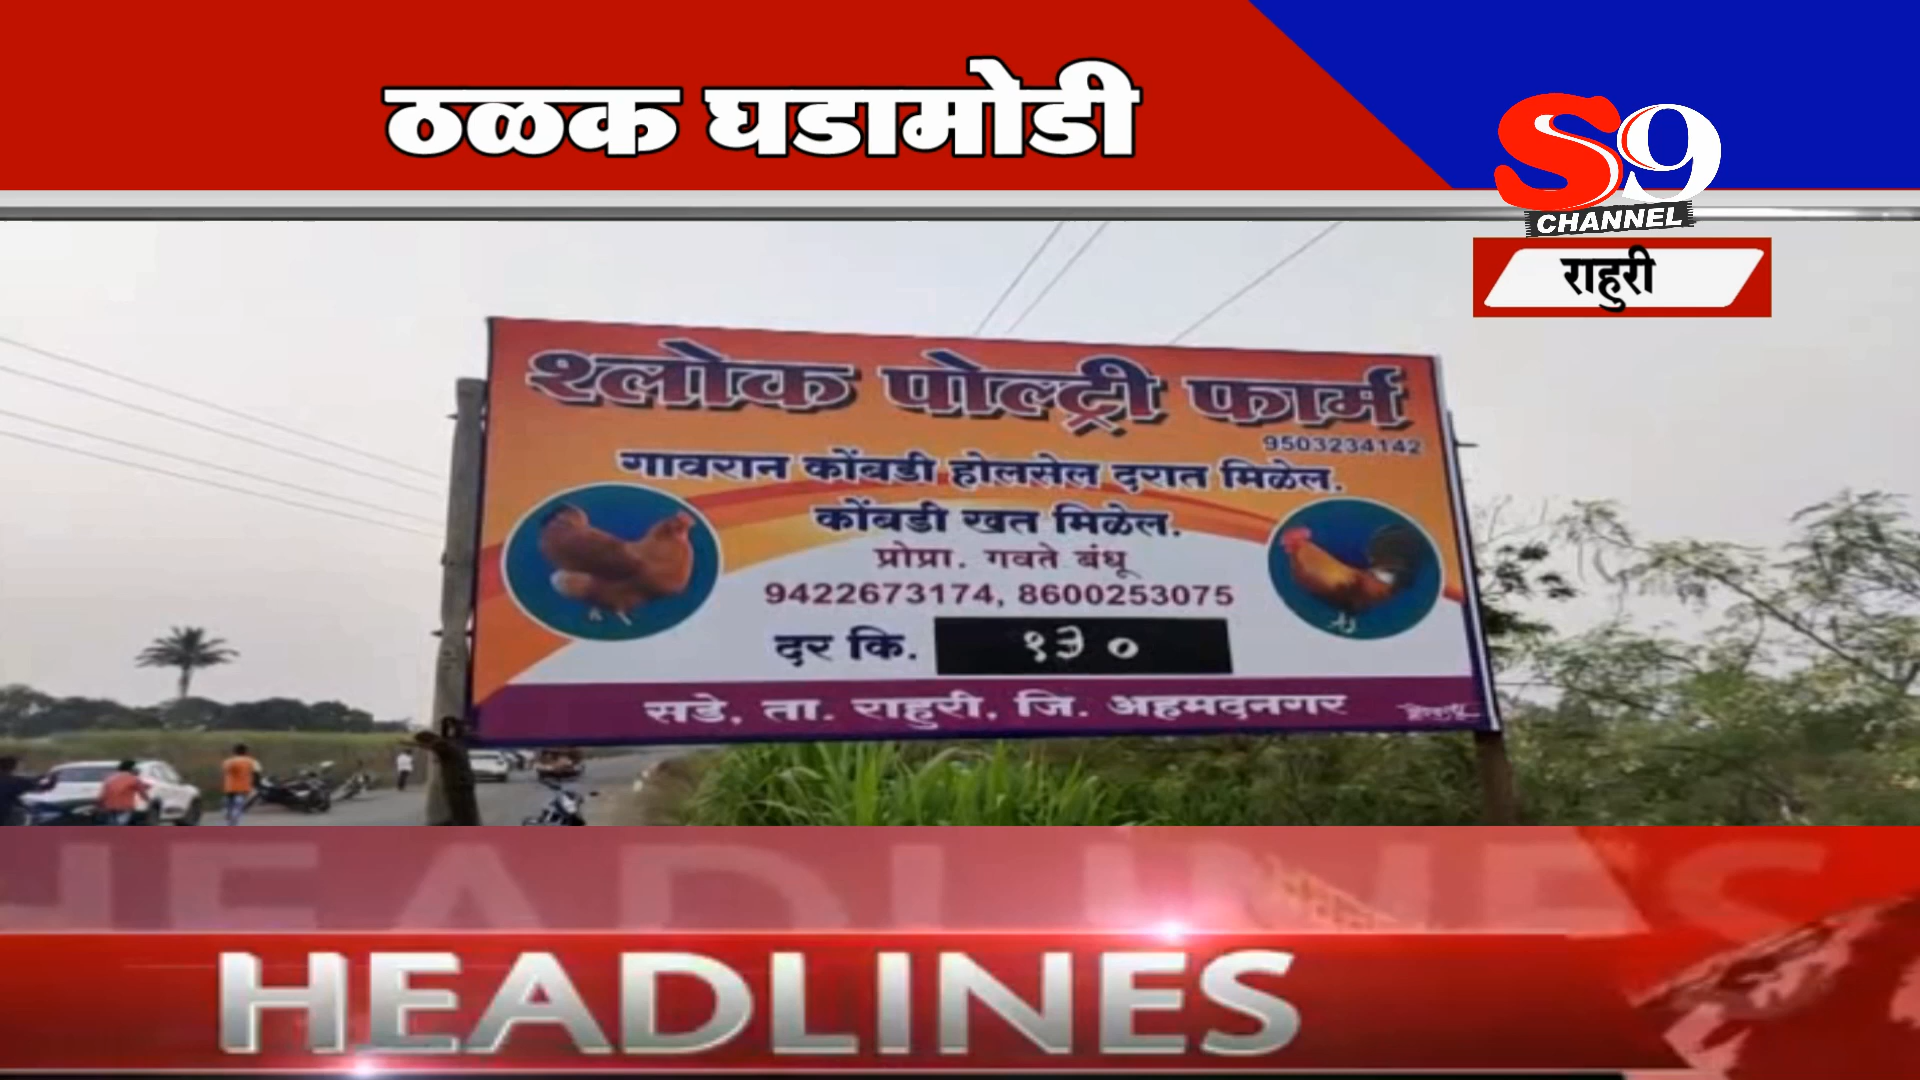 ठळक घडामोडी
S9
CHANNEL
राहुरी
श्लोक पोल्ट्री फार्म
9503234142
गावरान कोंबडी होलसेल दरात मिळेल.
कोंबडी खत मिळेल.
प्रोप्रा. गवते बंधू
9422673174, 8600253075
दर कि. १३०
सडे, ता. राहुरी, जि. अहमदनगर
HEADLINES
HEADLINES